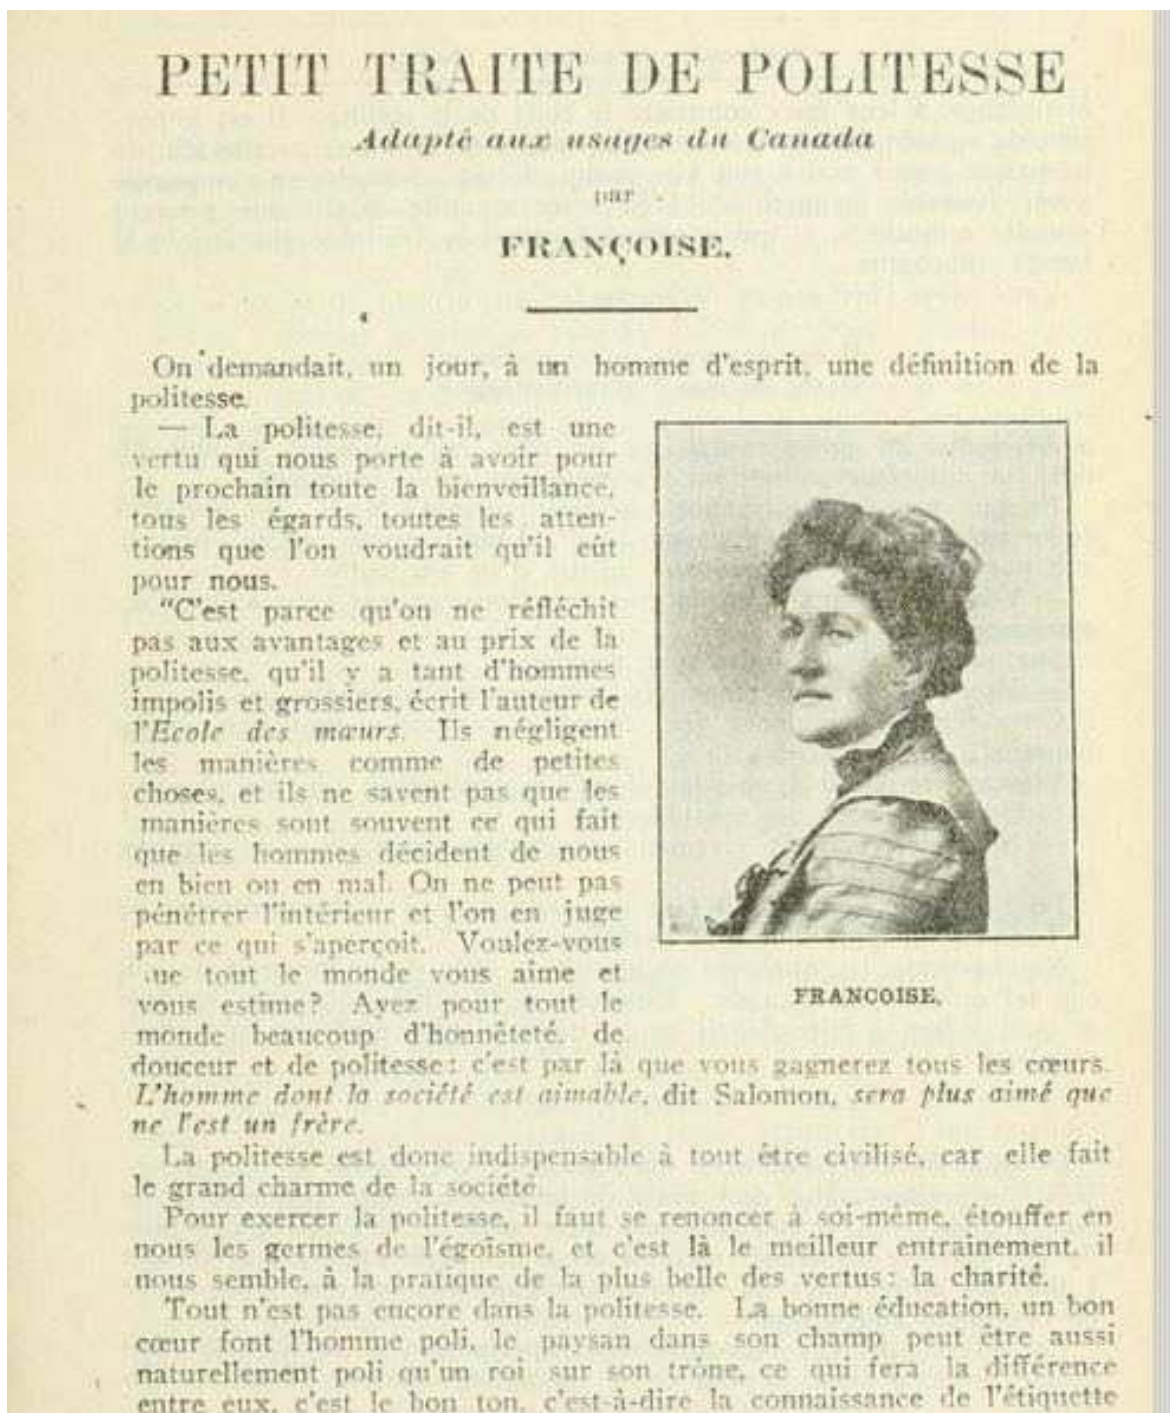 PETIT TRAITE DE POLITESSE
Adapté aux usages du Canada
par
FRANÇOISE.
On demandait, un jour, à un homme d'esprit, une définition de la
politesse.
— La politesse, dit-il, est une
vertu qui nous porte à avoir pour
le prochain toute la bienveillance,
tous les égards, toutes les atten-
tions que l'on voudrait qu'il eût
pour nous.
"C'est parce qu'on ne réfléchit
pas aux avantages et au prix de la
politesse, qu'il y a tant d'hommes
impolis et grossiers, écrit l'auteur de
l'Ecole des mœurs. Ils négligent
les manières comme de petites
choses, et ils ne savent pas que les
manières sont souvent ce qui fait
que les hommes décident de nous
en bien ou en mal. On ne peut pas
pénétrer l'intérieur et l'on en juge
par ce qui s'aperçoit. Voulez-vous
ue tout le monde vous aime et
vous estime? Ayez pour tout le
monde beaucoup d'honnêteté, de
douceur et de politesse: c'est par là que vous gagnerez tous les cœurs.
L'homme dont la société est aimable, dit Salomon, sera plus aimé que
ne l'est un frère.
La politesse est donc indispensable à tout être civilisé, car elle fait
le grand charme de la société
Pour exercer la politesse, il faut se renoncer à soi-même, étouffer en
nous les germes de l'égoïsme, et c'est là le meilleur entrainement, il
nous semble, à la pratique de la plus belle des vertus: la charité.
Tout n'est pas encore dans la politesse. La bonne éducation, un bon
cœur font l'homme poli, le paysan dans son champ peut être aussi
naturellement poli qu'un roi sur son trône, ce qui fera la différence
entre eux, c'est le bon ton, c'est-à-dire la connaissance de l'étiquette
FRANCOISE.